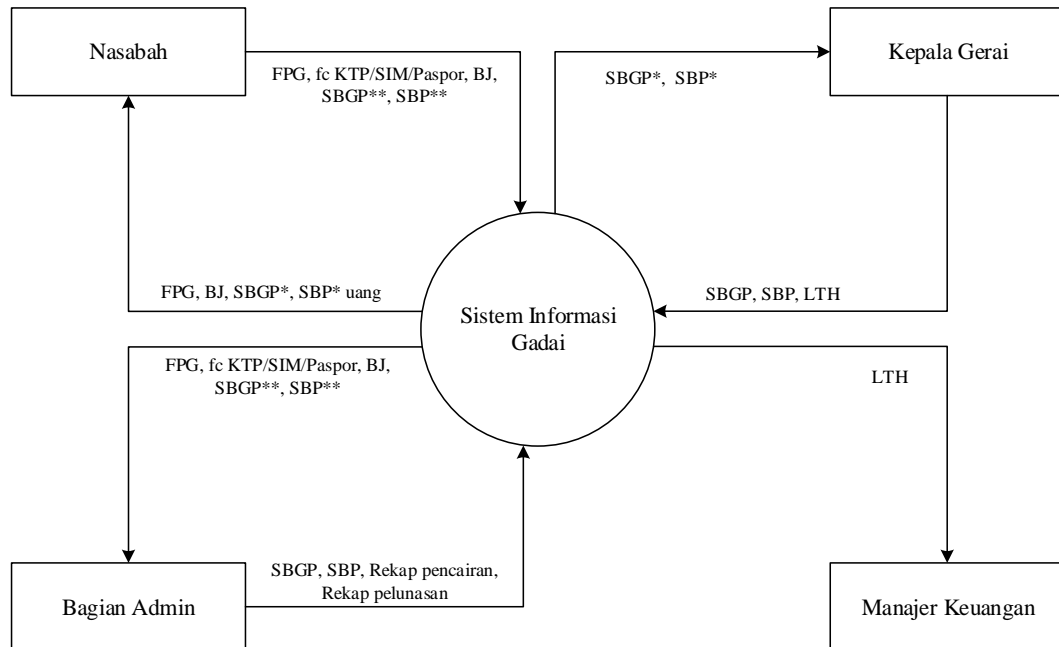 Nasabah
Kepala Gerai
FPG, fc KTP/SIM/Paspor, BJ,
SBGP**, SBP**
SBGP*, SBP*
FPG, BJ, SBGP*, SBP* uang
Sistem Informasi
Gadai
SBGP, SBP, LTH
FPG, fc KTP/SIM/Paspor, BJ,
SBGP**, SBP**
LTH
SBGP, SBP, Rekap pencairan,
Rekap pelunasan
Bagian Admin
Manajer Keuangan